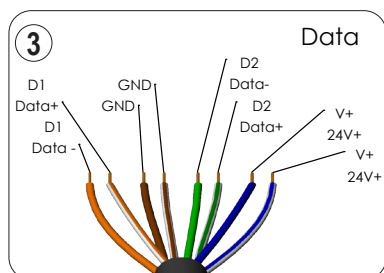 3
Data
D1
Data+
D1
Data -
GND
GND
D2
Data-
D2
Data+
V+
24V+
V+
24V+